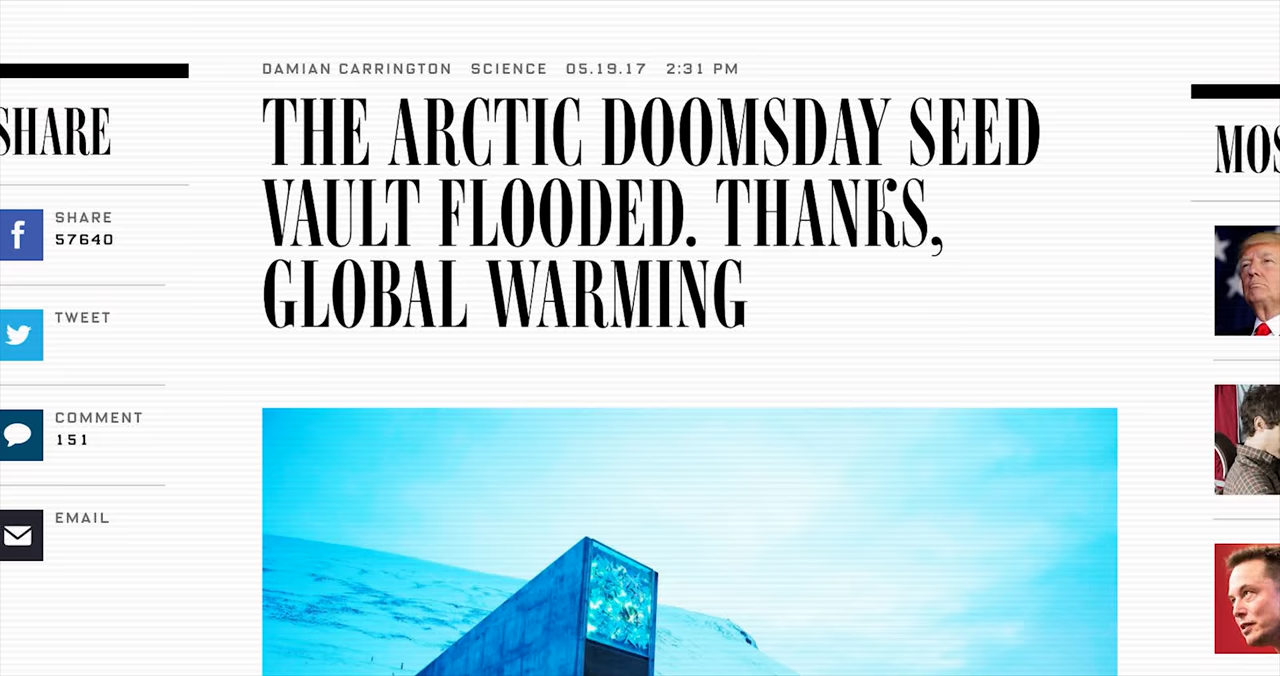 DAMIAN CARRINGTON SCIENCE 05.19.17 2:31 PM
THE ARCTIC DOOMSDAY SEED
VAULT FLOODED. THANKS,
GLOBAL WARMING
SHARE
SHARE
57640
TWEET
COMMENT
151
EMAIL
MOS